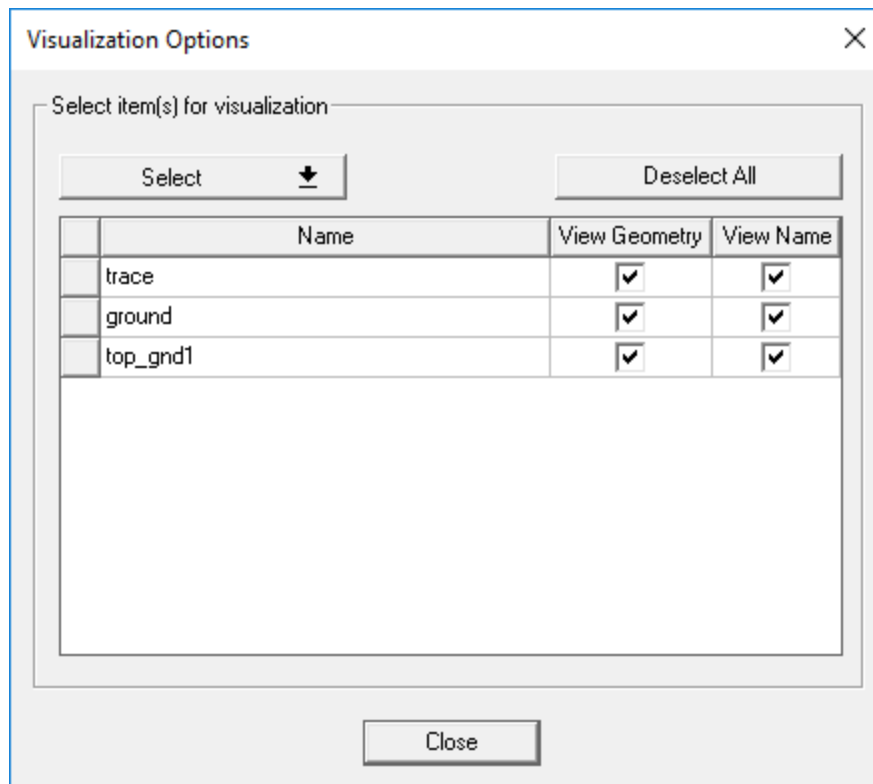 Visualization Options
Select item(s) for visualization
Select Deselect All
Name View Geometry View Name
trace
ground
top_gnd1
Close